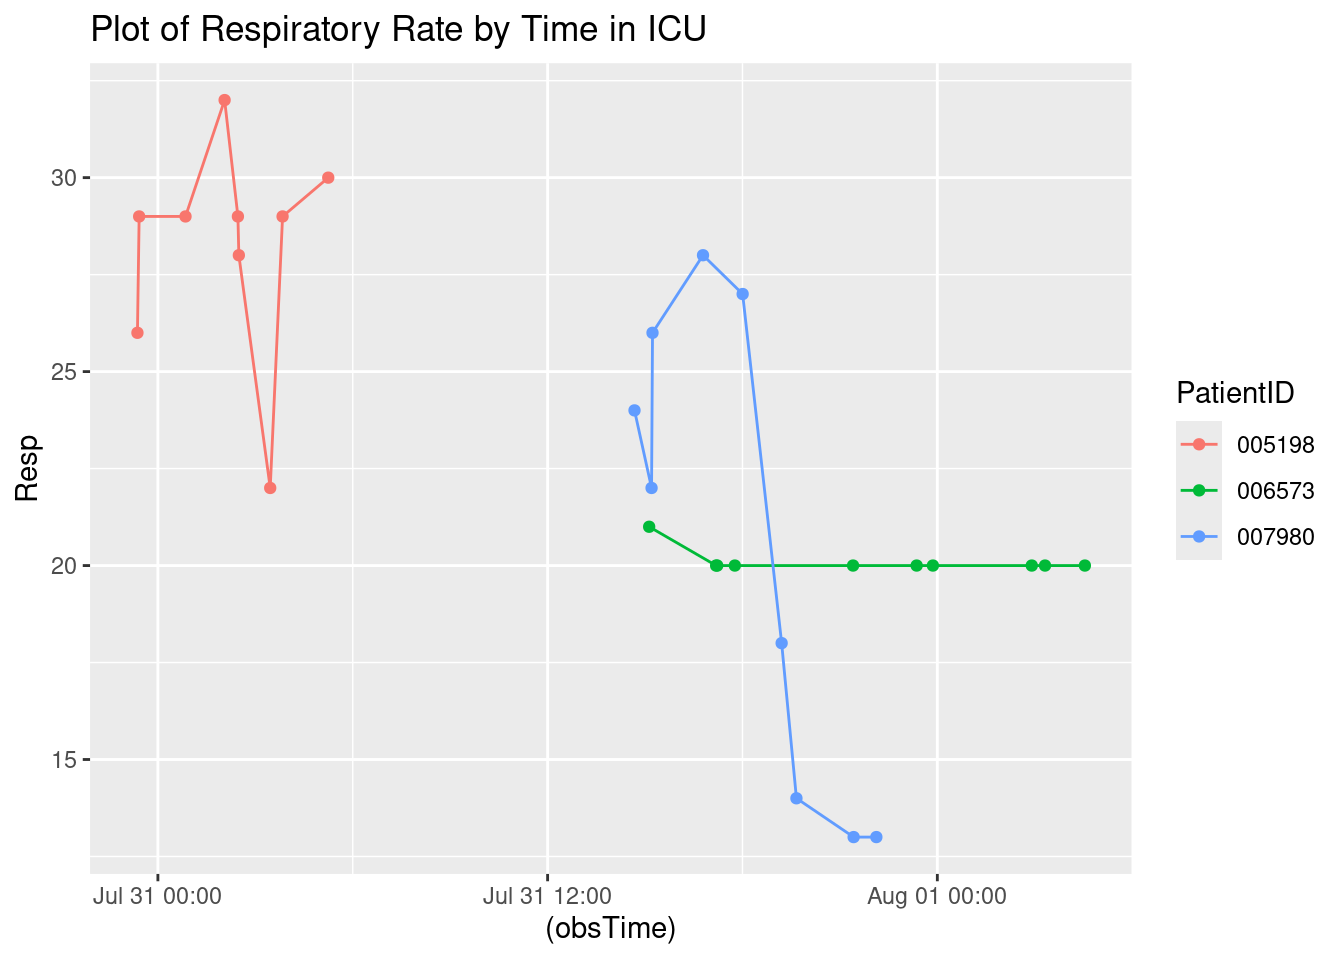 Plot of Respiratory Rate by Time in ICU
30
25
20
15
Resp
Jul 31 00:00
Jul 31 12:00
Aug 01 00:00
(obsTime)
PatientID
005198
006573
007980